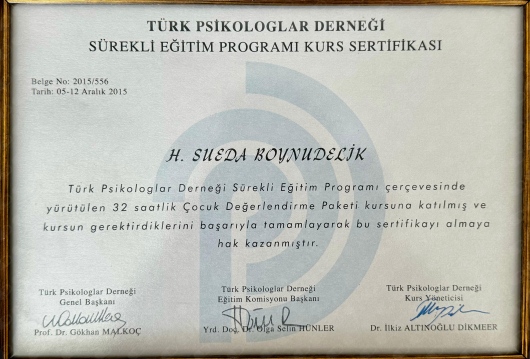 TÜRK PSİKOLOGLAR DERNEĞİ
SÜREKLİ EĞİTİM PROGRAMI KURS SERTİFİKASI
Belge No: 2015/556
Tarih: 05-12 Aralık 2015
H. SUEDA BOYNUDELİK
Türk Psikologlar Derneği Sürekli Eğitim Programı çerçevesinde
yürütülen 32 saatlik Çocuk Değerlendirme Paketi kursuna katılmış ve
kursun gerektirdiklerini başarıyla tamamlayarak bu sertifikayı almaya
hak kazanmıştır.
Türk Psikologlar Derneği
Genel Başkanı
Prof. Dr. Gökhan MALKOÇ
Türk Psikologlar Derneği
Eğitim Komisyonu Başkanı
Yrd. Doç. Dr. Olga Selin HÜNLER
Türk Psikologlar Derneği
Kurs Yöneticisi
Dr. Ilkiz ALTINOĞLU DİKMEER